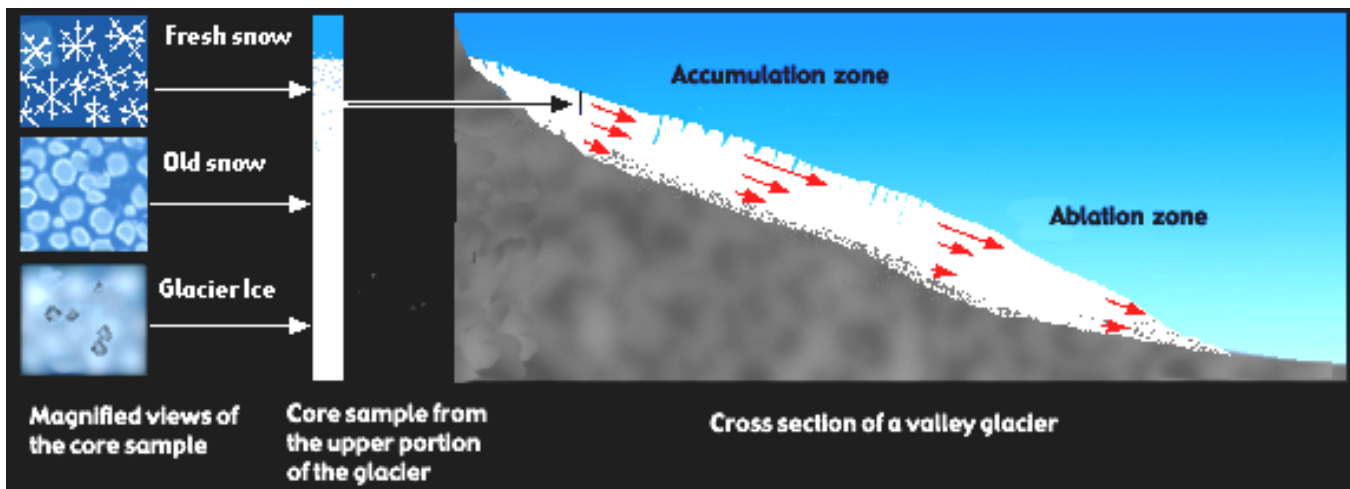 Fresh snow
Old snow
Glacier Ice
Magnified views of
the core sample
Core sample from
the upper portion
of the glacier
Accumulation zone
Ablation zone
Cross section of a valley glacier